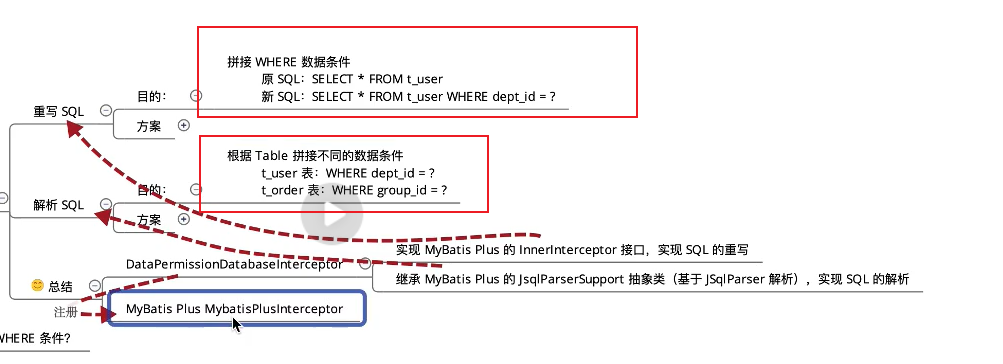 拼接 WHERE 数据条件
原 SQL：SELECT * FROM t_user
新 SQL：SELECT * FROM t_user WHERE dept_id = ?
目的：
重写 SQL
方案
根据 Table 拼接不同的数据条件
t_user 表：WHERE dept_id = ?
t_order 表：WHERE group_id = ?
目的：
解析 SQL
方案
实现 MyBatis Plus 的 InnerInterceptor 接口，实现 SQL 的重写
DataPermissionDatabaseInterceptor
继承 MyBatis Plus 的 JsqlParserSupport 抽象类（基于 JSqlParser 解析），实现 SQL 的解析
总结
注册
MyBatis Plus MybatisPlusInterceptor
WHERE 条件？